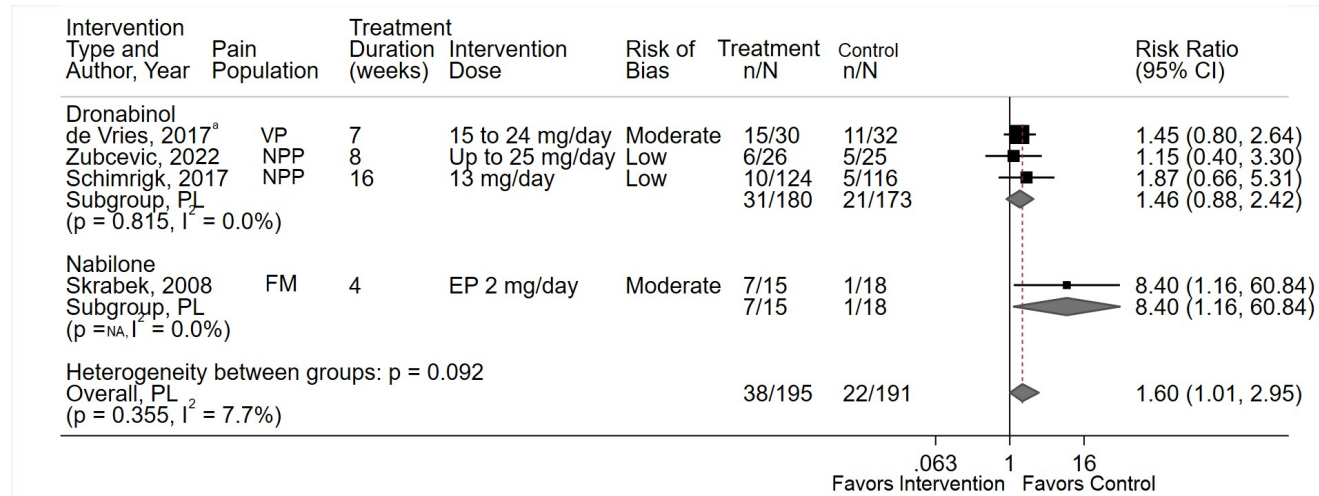 Intervention Type and Author, Year Pain Population Treatment Duration (weeks) Intervention Dose Risk of Bias Treatment n/N Control n/N Risk Ratio (95% CI)
Dronabinol
de Vries, 2017ᵃ VP 7 15 to 24 mg/day Moderate 15/30 11/32 1.45 (0.80, 2.64)
Zubcevic, 2022 NPP 8 Up to 25 mg/day Low 6/26 5/25 1.15 (0.40, 3.30)
Schimrigk, 2017 NPP 16 13 mg/day Low 10/124 5/116 1.87 (0.66, 5.31)
Subgroup, PL 31/180 21/173 1.46 (0.88, 2.42)
(p = 0.815, I² = 0.0%)
Nabilone
Skrabek, 2008 FM 4 EP 2 mg/day Moderate 7/15 1/18 8.40 (1.16, 60.84)
Subgroup, PL 7/15 1/18 8.40 (1.16, 60.84)
(p =NA, I² = 0.0%)
Heterogeneity between groups: p = 0.092
Overall, PL 38/195 22/191 1.60 (1.01, 2.95)
(p = 0.355, I² = 7.7%)
.063 1 16
Favors Intervention Favors Control